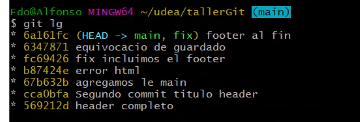 Fdo@Alfonso MINGW64 ~/udea/tallerGit (main)
$ git lg
* 6a161fc (HEAD -> main, fix) footer al fin
* 6347871 equivocacio de guardado
* fc69426 fix incluimos el footer
* b87424e error html
* 67b632b agregamos le main
* cca0bfa Segundo commit titulo header
* 569212d header completo